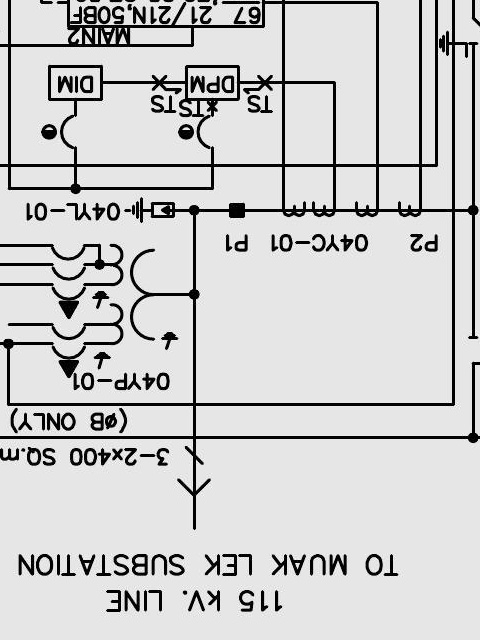 115 kV. LINE
TO MUAK LEK SUBSTATION
3-2x400 SQ.m
(ØB ONLY)
04YP-01
P2 04YC-01 P1
04YL-01
TS TS TS
DPM DIM
MAIN2
67 21/21N,50BF